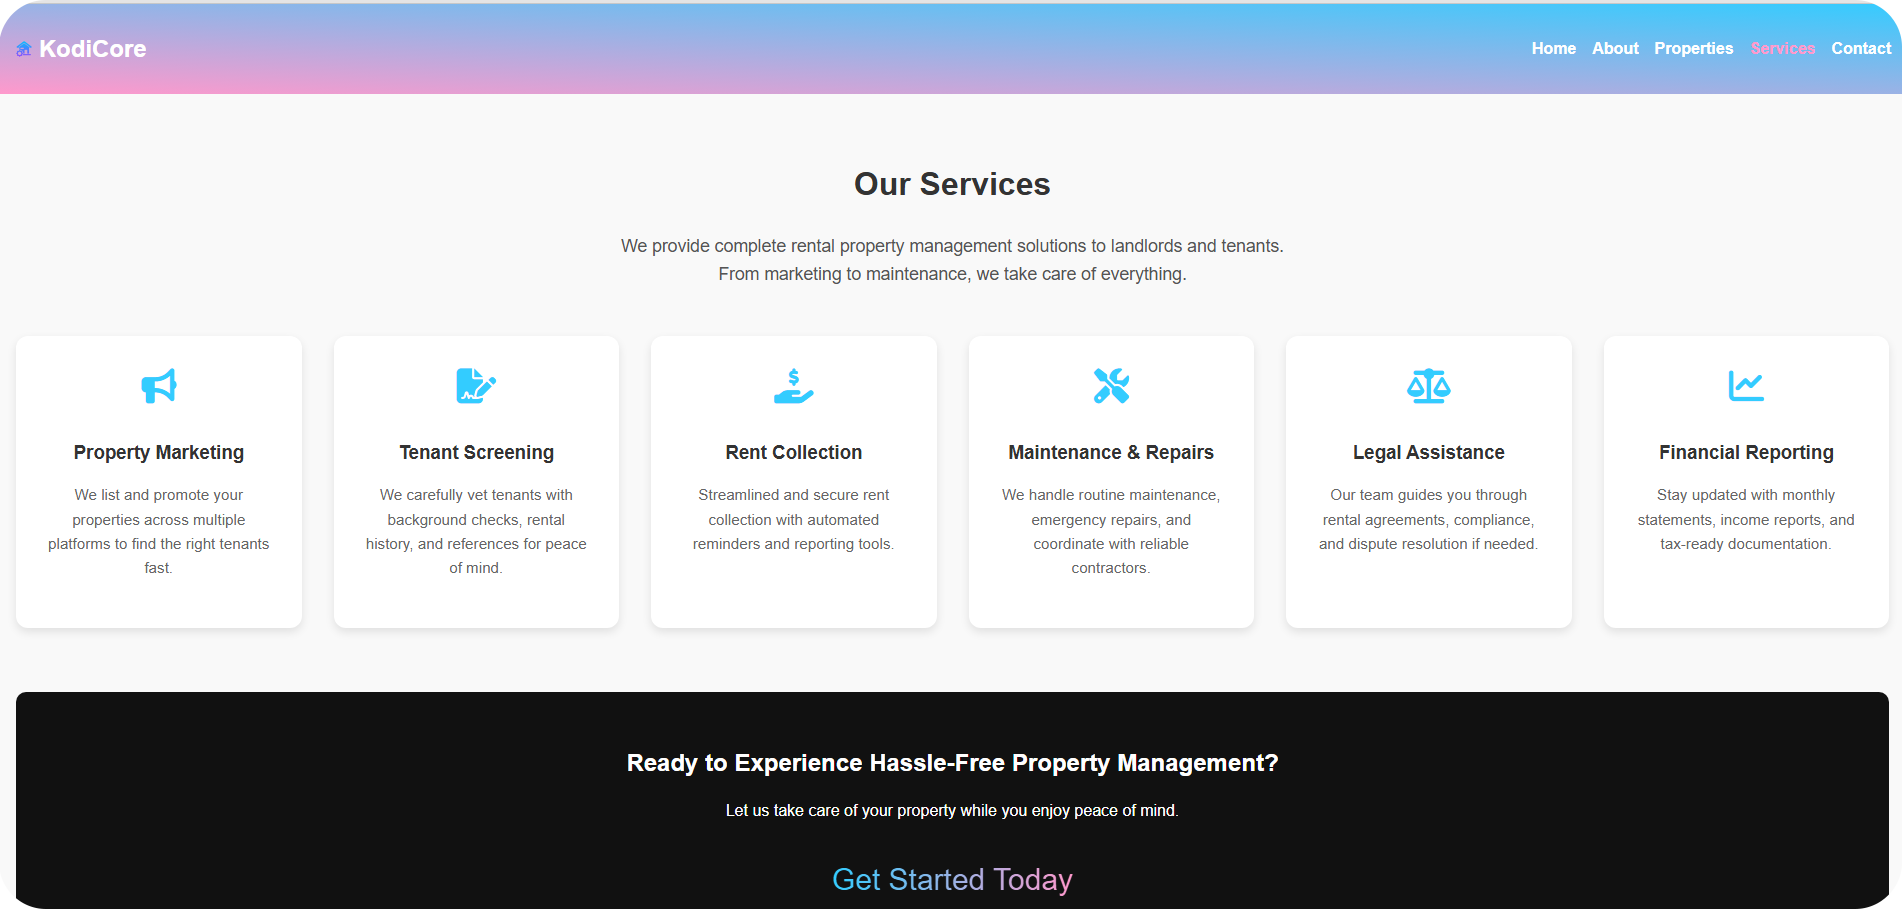 KodiCore
Home About Properties Services Contact
Our Services
We provide complete rental property management solutions to landlords and tenants.
From marketing to maintenance, we take care of everything.
Property Marketing
We list and promote your
properties across multiple
platforms to find the right tenants
fast.
Tenant Screening
We carefully vet tenants with
background checks, rental
history, and references for peace
of mind.
Rent Collection
Streamlined and secure rent
collection with automated
reminders and reporting tools.
Maintenance & Repairs
We handle routine maintenance,
emergency repairs, and
coordinate with reliable
contractors.
Legal Assistance
Our team guides you through
rental agreements, compliance,
and dispute resolution if needed.
Financial Reporting
Stay updated with monthly
statements, income reports, and
tax-ready documentation.
Ready to Experience Hassle-Free Property Management?
Let us take care of your property while you enjoy peace of mind.
Get Started Today